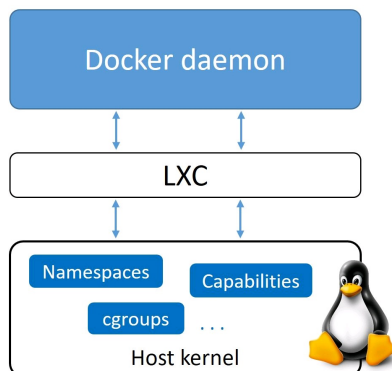 Docker daemon
LXC
Namespaces
Capabilities
cgroups
...
Host kernel